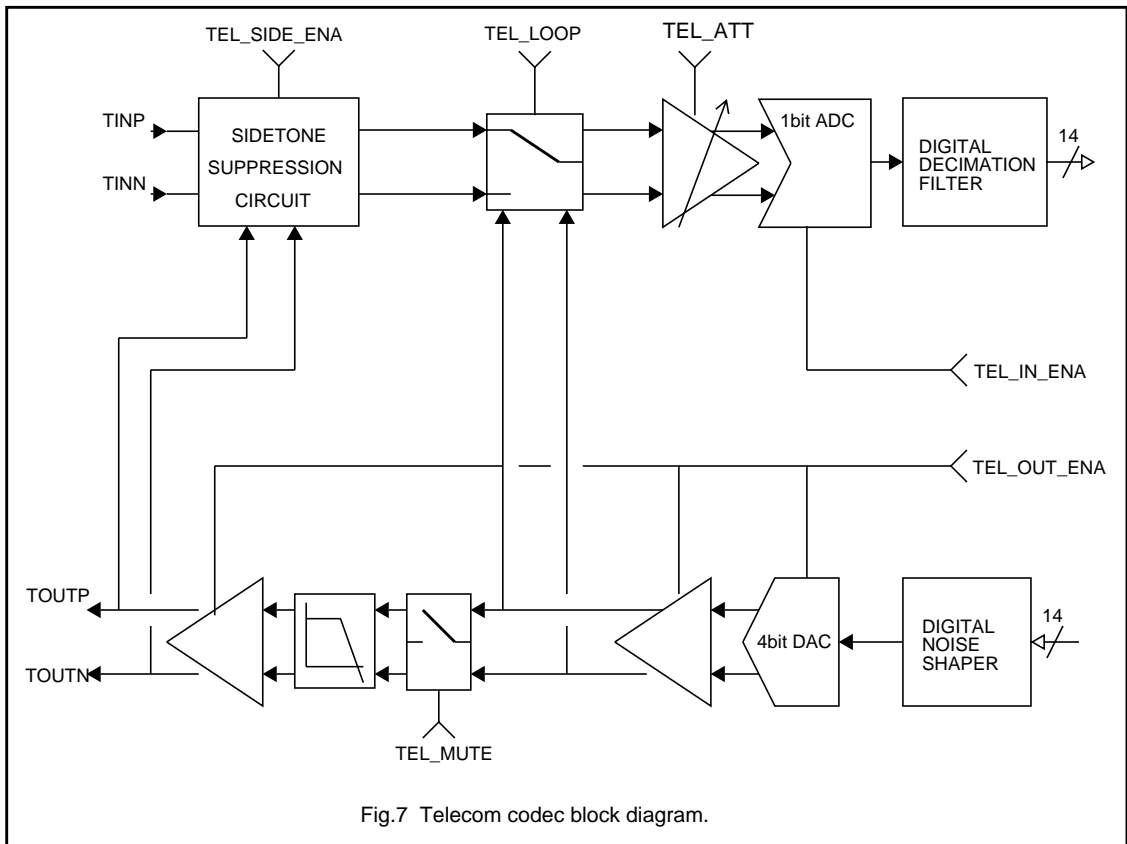 TEL_SIDE_ENA
TEL_LOOP
TEL_ATT
TINP
TINN
SIDETONE
SUPPRESSION
CIRCUIT
1bit ADC
DIGITAL
DECIMATION
FILTER
14
TEL_IN_ENA
TEL_OUT_ENA
TOUTP
TOUTN
TEL_MUTE
4bit DAC
DIGITAL
NOISE
SHAPER
14
Fig.7 Telecom codec block diagram.